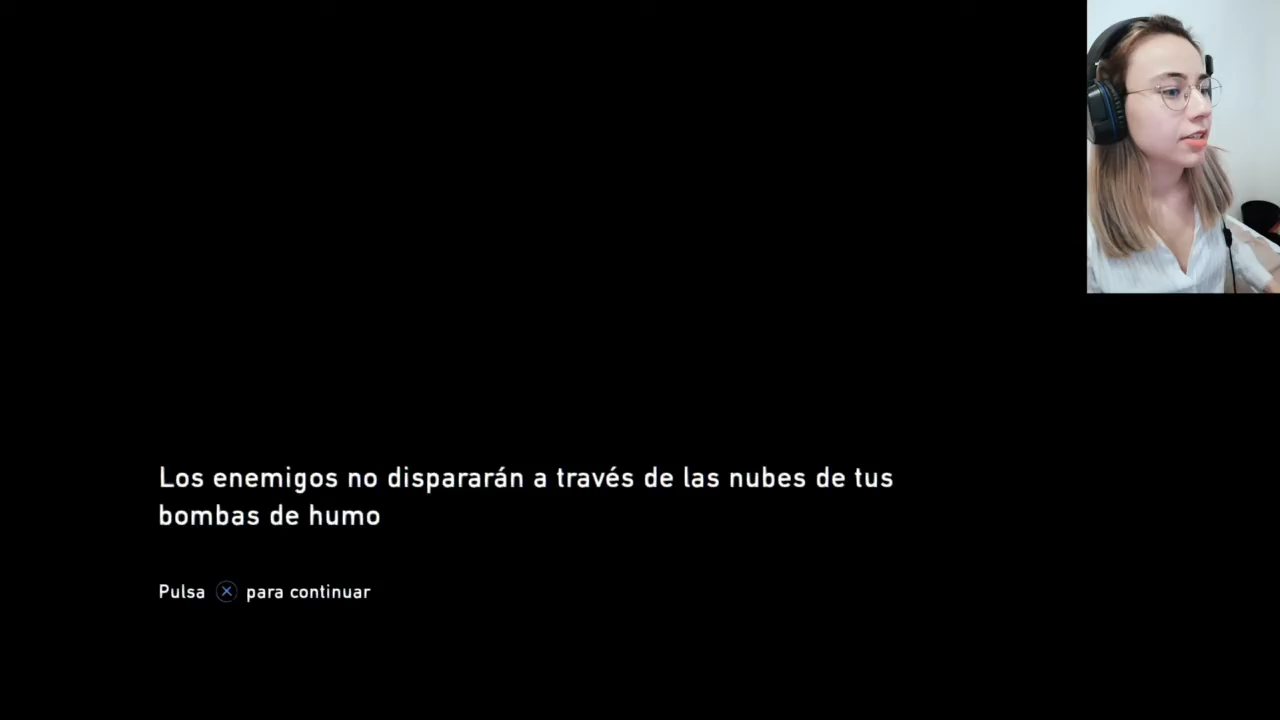 Los enemigos no dispararán a través de las nubes de tus
bombas de humo
Pulsa ⓧ para continuar